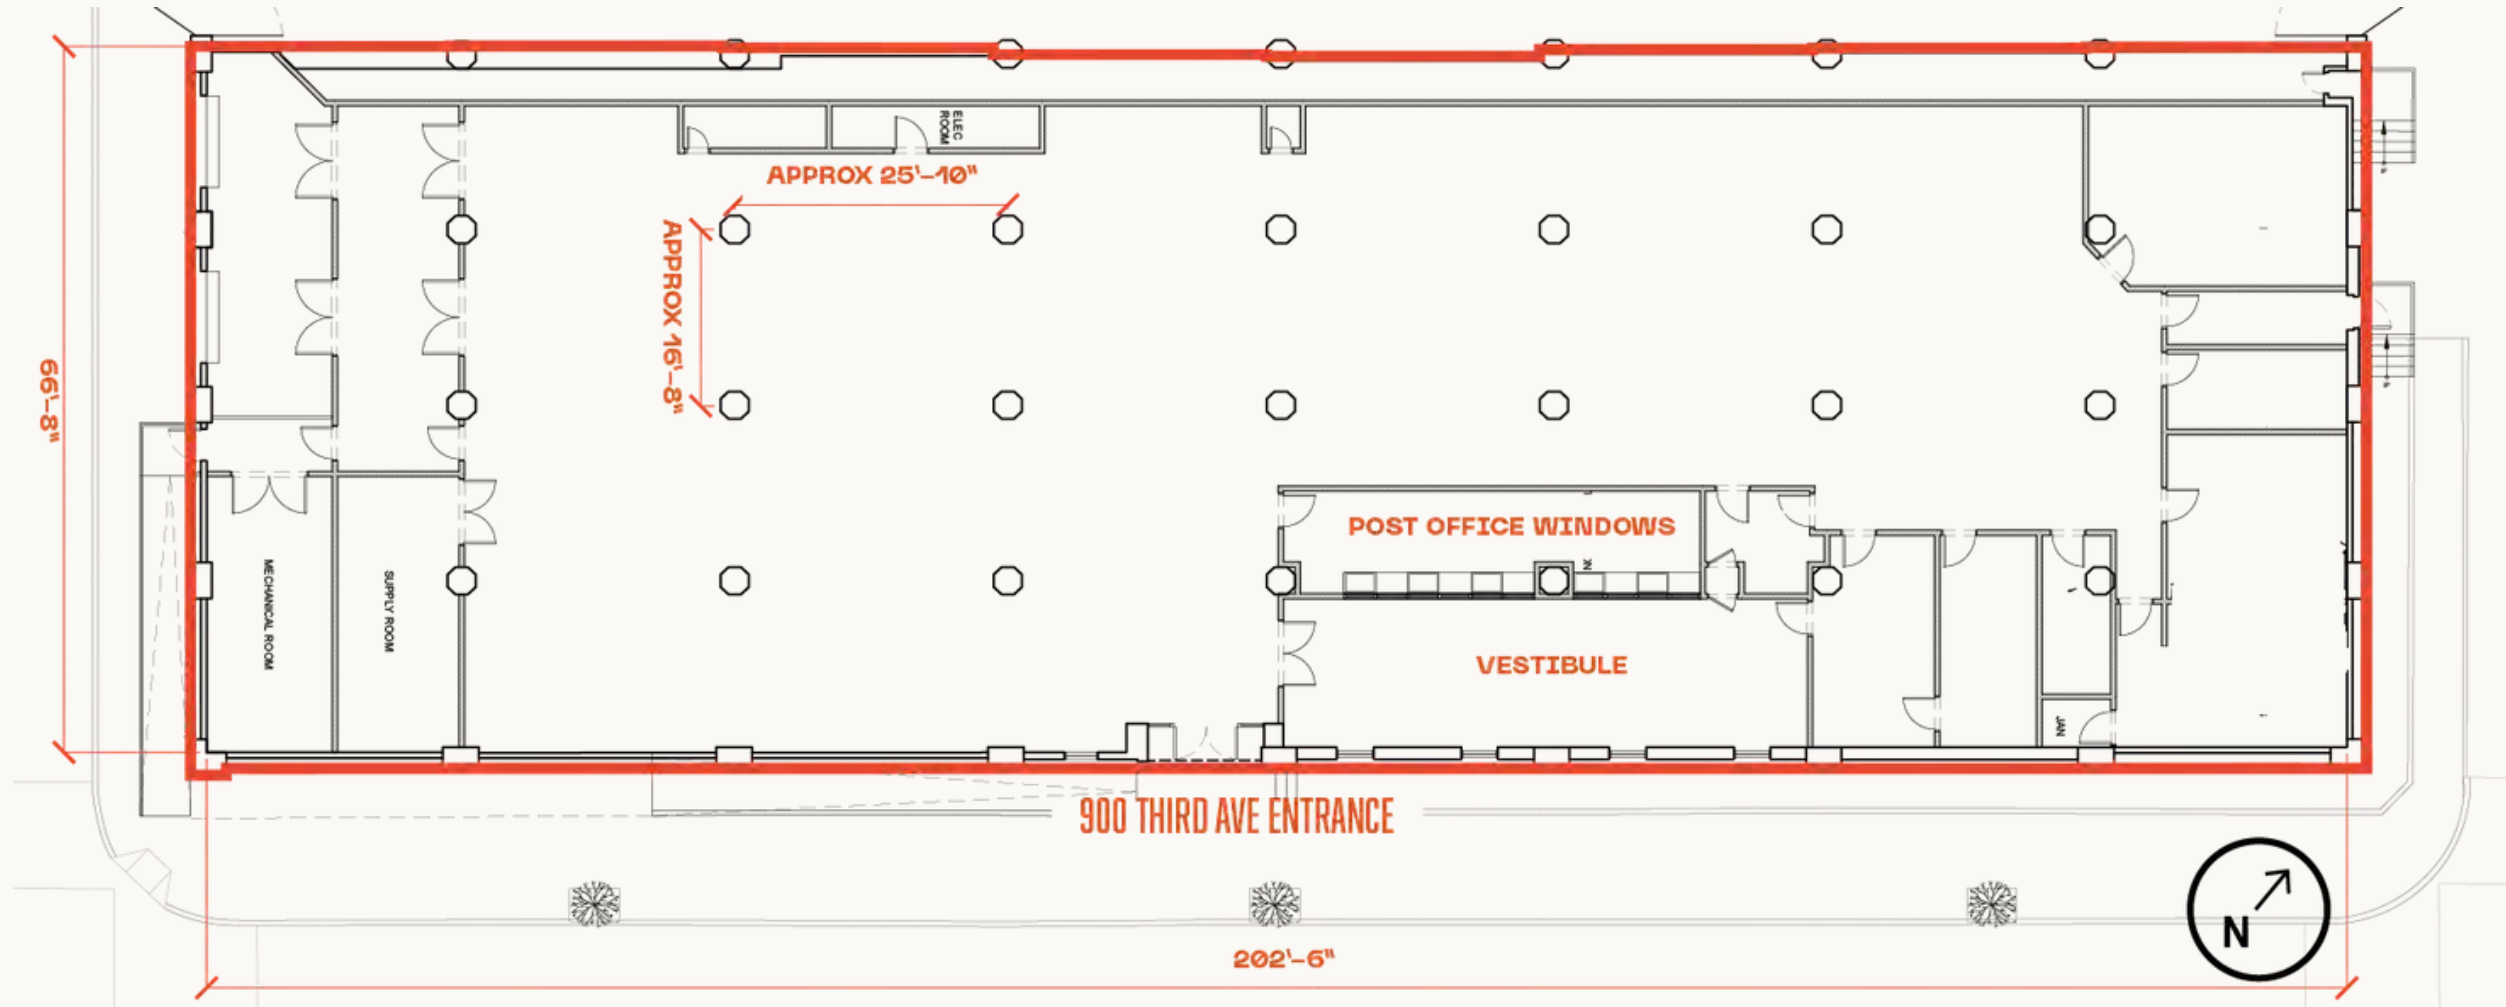 ELEC
ROOM
APPROX 25'-10"
APPROX 16'-8"
66'-8"
POST OFFICE WINDOWS
MECHANICAL ROOM
SUPPLY ROOM
VESTIBULE
JAN
900 THIRD AVE ENTRANCE
N
202'-6"